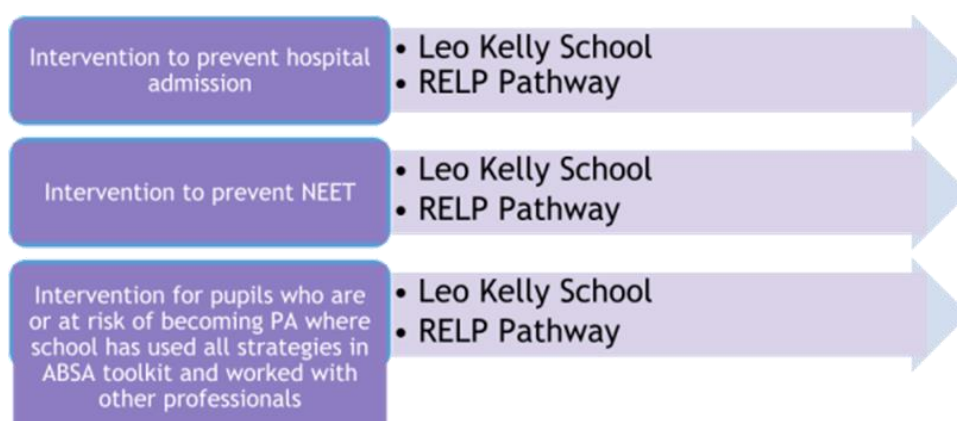 Intervention to prevent hospital
admission
• Leo Kelly School
• RELP Pathway
Intervention to prevent NEET
• Leo Kelly School
• RELP Pathway
Intervention for pupils who are
or at risk of becoming PA where
school has used all strategies in
ABSA toolkit and worked with
other professionals
• Leo Kelly School
• RELP Pathway